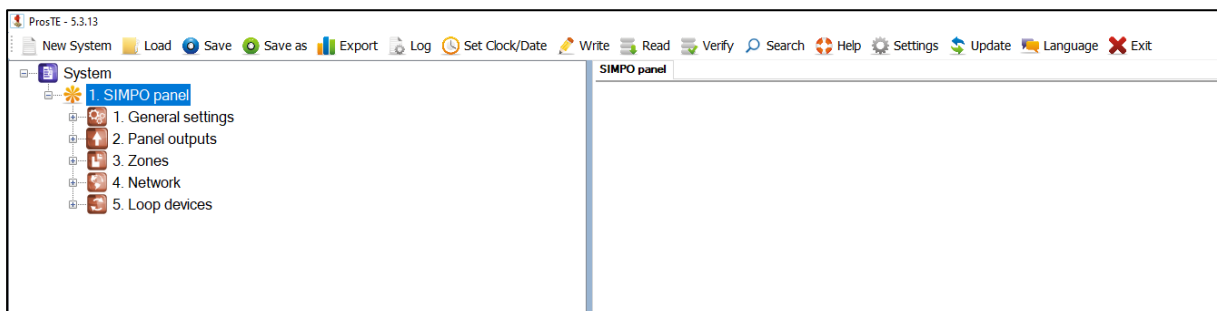 ProsTE - 5.3.13
New System Load Save Save as Export Log Set Clock/Date Write Read Verify Search Help Settings Update Language Exit
System
SIMPO panel
1. SIMPO panel
1. General settings
2. Panel outputs
3. Zones
4. Network
5. Loop devices